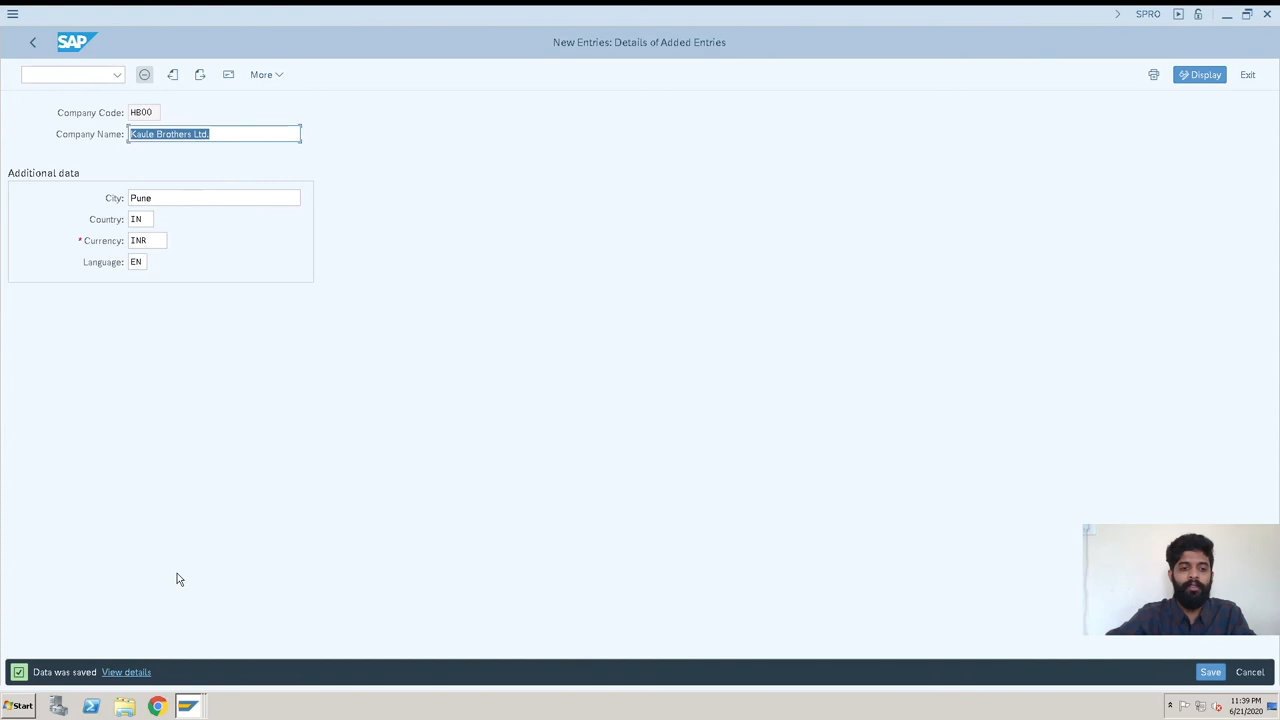 SPRO
SAP
New Entries: Details of Added Entries
More
Display
Exit
Company Code: HB00
Company Name: Kaule Brothers Ltd.
Additional data
City: Pune
Country: IN
* Currency: INR
Language: EN
Data was saved View details
Save
Cancel
Start
11:39 PM
6/21/2020